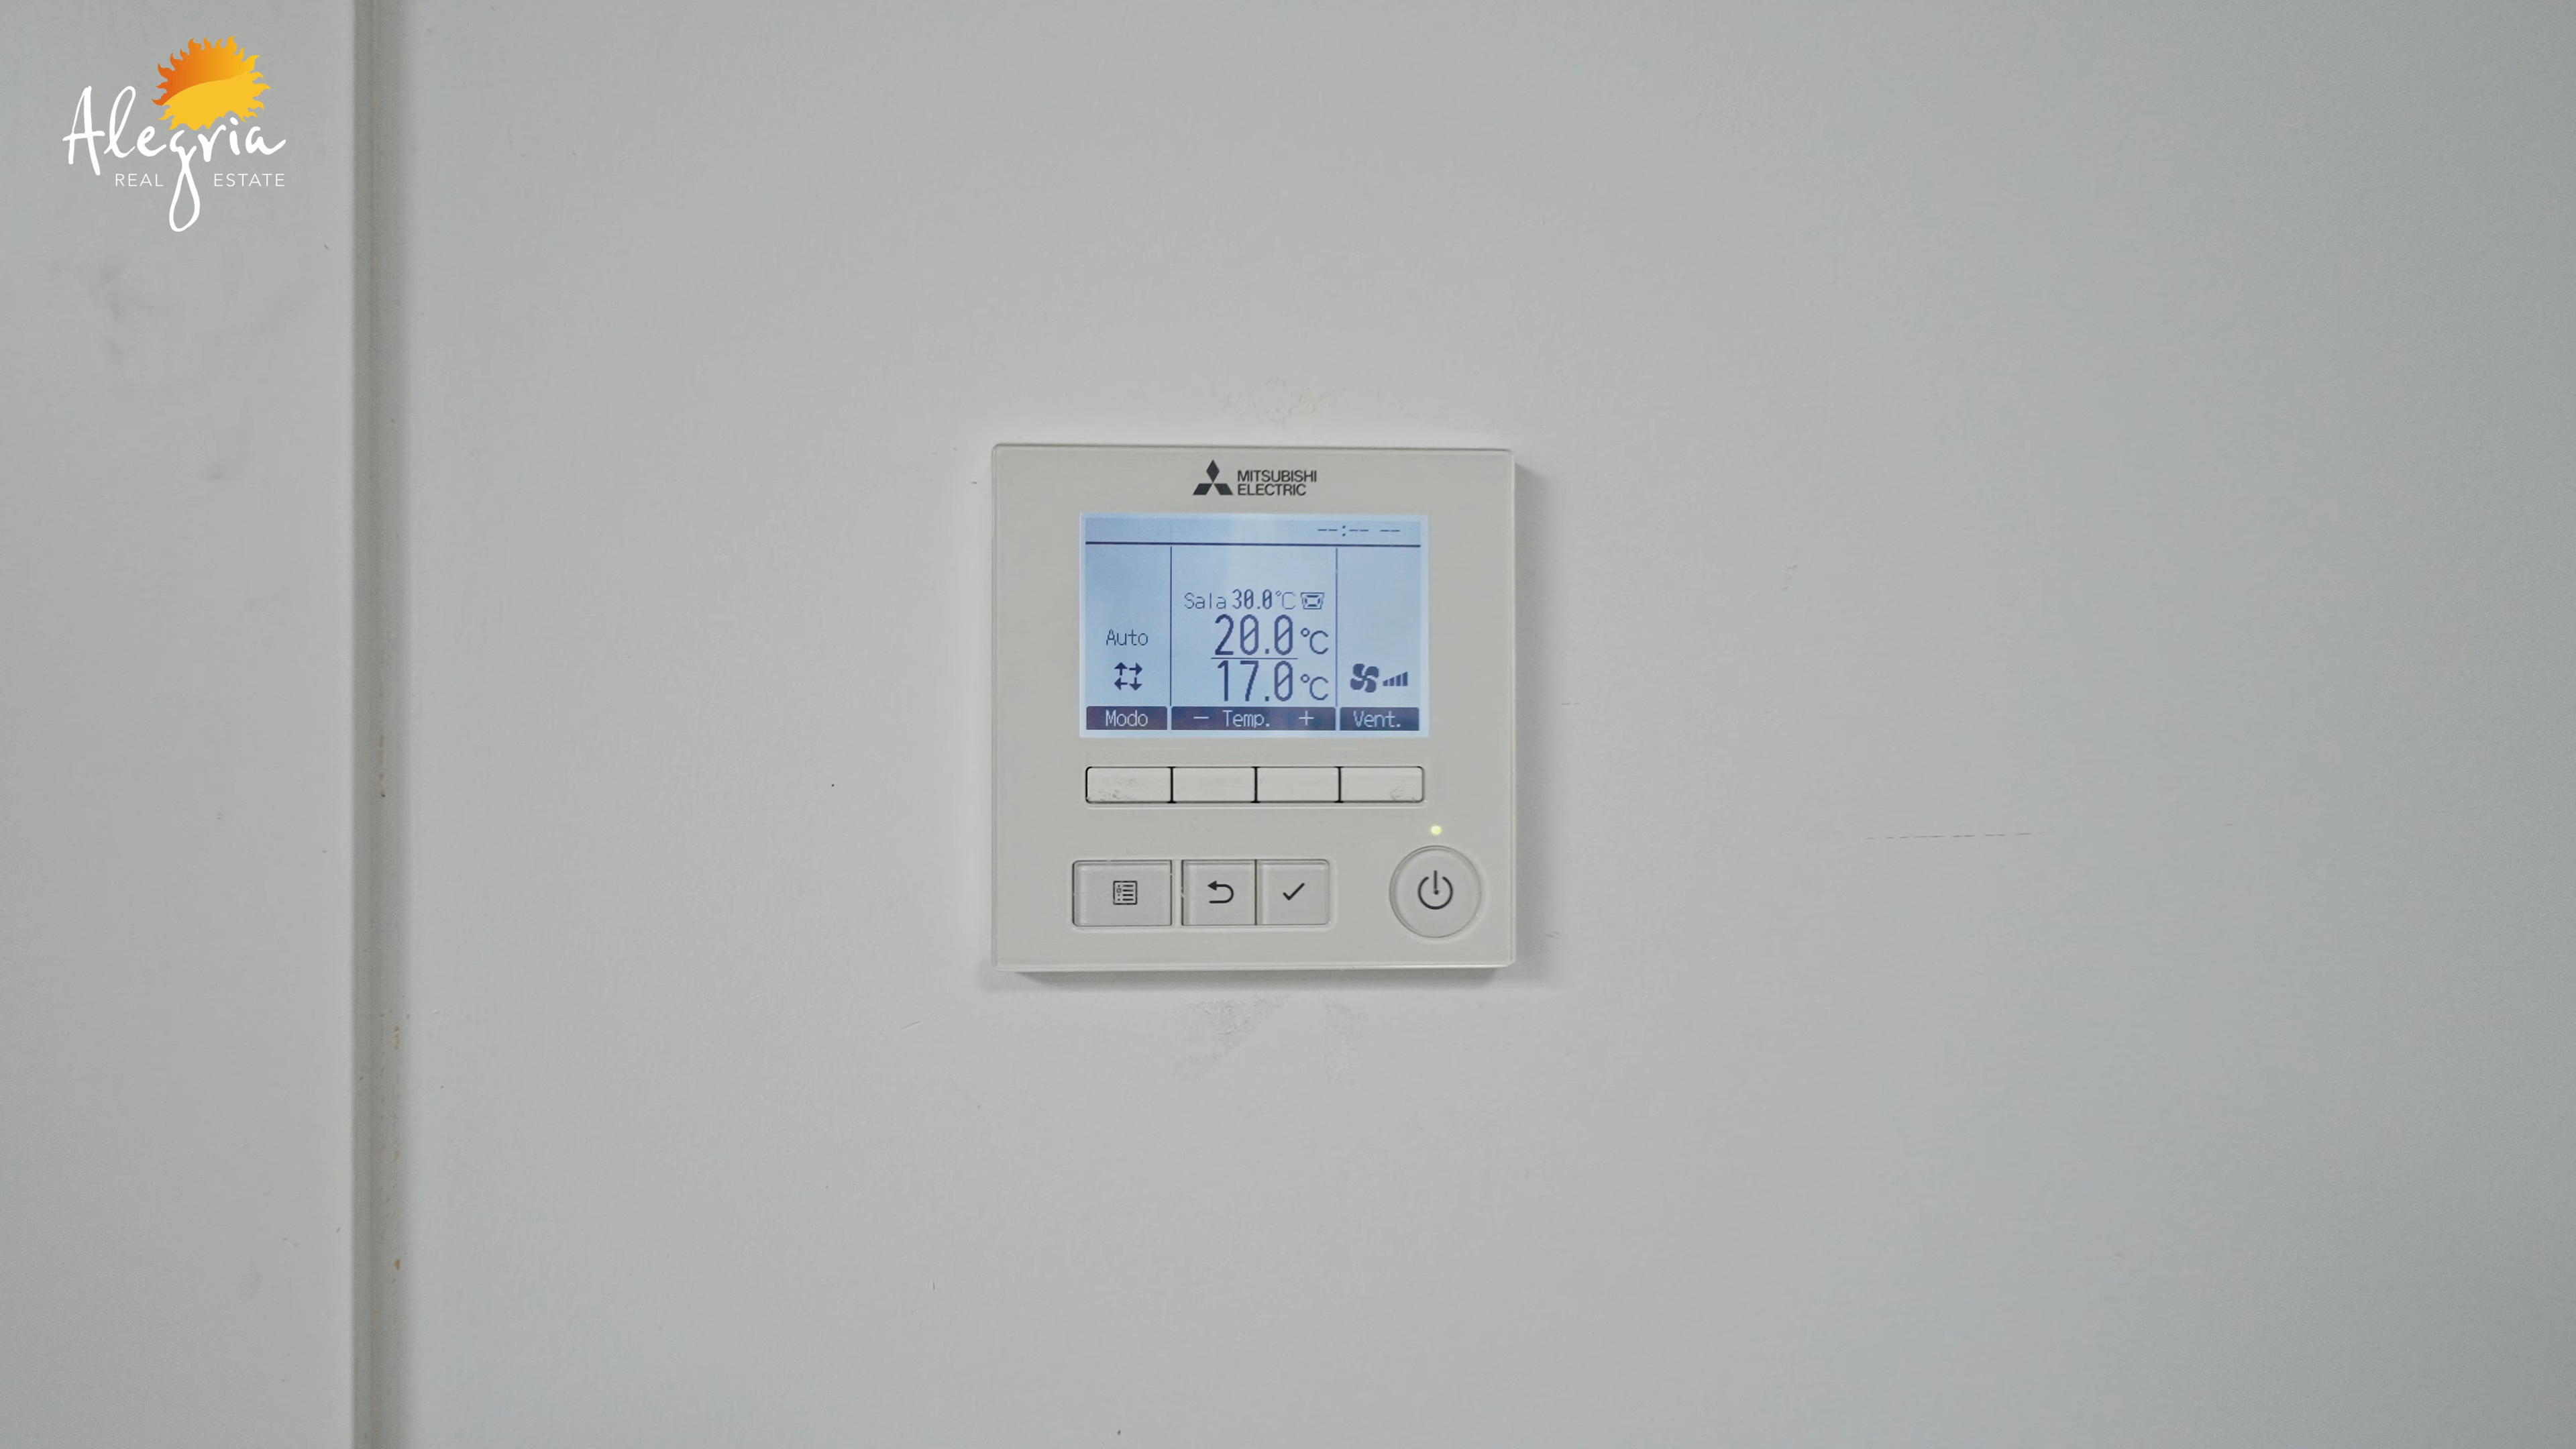 Alegria
REAL ESTATE
MITSUBISHI
ELECTRIC
--:-- --
Sala 30.0°C
Auto
20.0°C
17.0°C
Modo
− Temp. +
Vent.